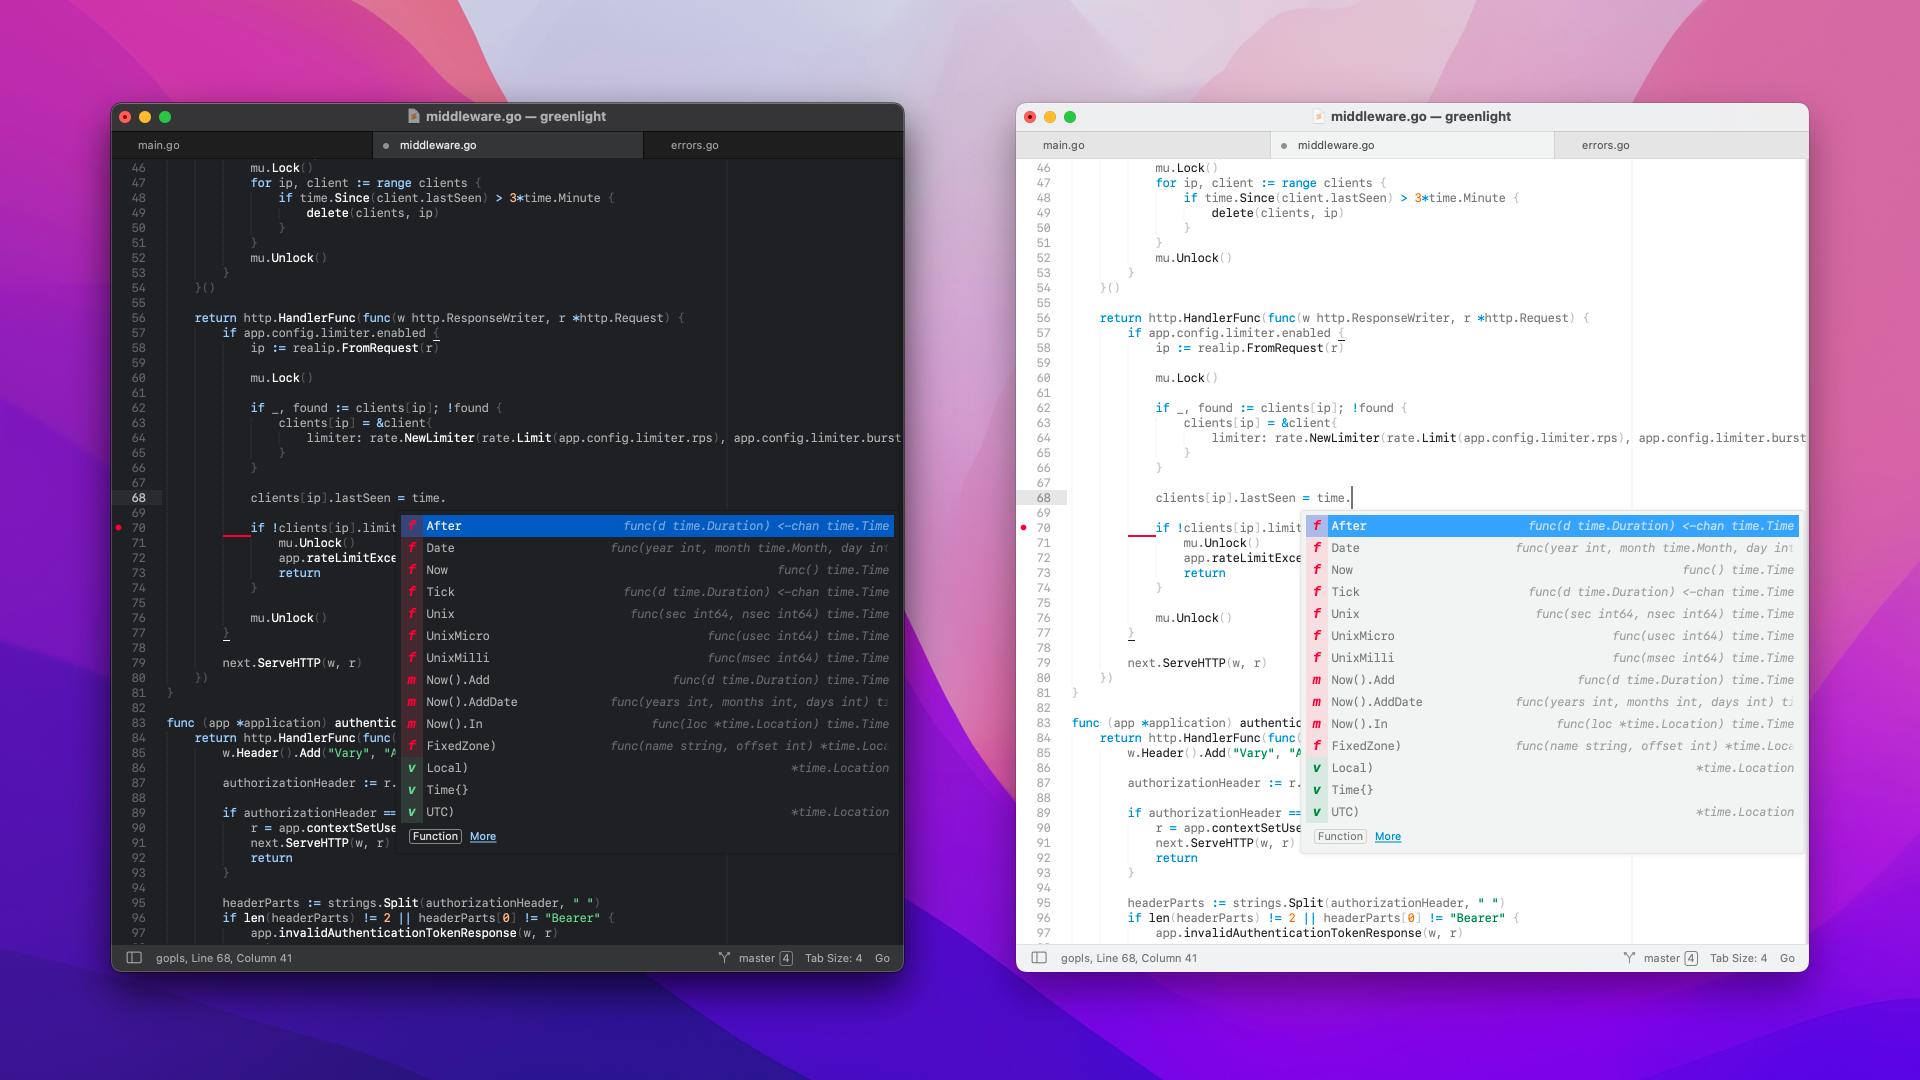 middleware.go — greenlight
main.go
middleware.go
errors.go
46 mu.Lock()
47 for ip, client := range clients {
48 if time.Since(client.lastSeen) > 3*time.Minute {
49 delete(clients, ip)
50 }
51 }
52 mu.Unlock()
53 }
54 }()
55
56 return http.HandlerFunc(func(w http.ResponseWriter, r *http.Request) {
57 if app.config.limiter.enabled {
58 ip := realip.FromRequest(r)
59
60 mu.Lock()
61
62 if _, found := clients[ip]; !found {
63 clients[ip] = &client{
64 limiter: rate.NewLimiter(rate.Limit(app.config.limiter.rps), app.config.limiter.burst
65 }
66 }
67
68 clients[ip].lastSeen = time.
69
70 if !clients[ip].limit
71 mu.Unlock()
72 app.rateLimitExce
73 return
74 }
75
76 mu.Unlock()
77 }
78
79 next.ServeHTTP(w, r)
80 })
81 }
82
83 func (app *application) authentic
84 return http.HandlerFunc(func(
85 w.Header().Add("Vary", "A
86
87 authorizationHeader := r.
88
89 if authorizationHeader ==
90 r = app.contextSetUse
91 next.ServeHTTP(w, r)
92 return
93 }
94
95 headerParts := strings.Split(authorizationHeader, " ")
96 if len(headerParts) != 2 || headerParts[0] != "Bearer" {
97 app.invalidAuthenticationTokenResponse(w, r)
f After func(d time.Duration) <-chan time.Time
f Date func(year int, month time.Month, day int
f Now func() time.Time
f Tick func(d time.Duration) <-chan time.Time
f Unix func(sec int64, nsec int64) time.Time
f UnixMicro func(usec int64) time.Time
f UnixMilli func(msec int64) time.Time
m Now().Add func(d time.Duration) time.Time
m Now().AddDate func(years int, months int, days int) ti
m Now().In func(loc *time.Location) time.Time
f FixedZone) func(name string, offset int) *time.Loca
v Local) *time.Location
v Time{}
v UTC) *time.Location
Function More
gopls, Line 68, Column 41
master 4 Tab Size: 4 Go
middleware.go — greenlight
main.go
middleware.go
errors.go
46 mu.Lock()
47 for ip, client := range clients {
48 if time.Since(client.lastSeen) > 3*time.Minute {
49 delete(clients, ip)
50 }
51 }
52 mu.Unlock()
53 }
54 }()
55
56 return http.HandlerFunc(func(w http.ResponseWriter, r *http.Request) {
57 if app.config.limiter.enabled {
58 ip := realip.FromRequest(r)
59
60 mu.Lock()
61
62 if _, found := clients[ip]; !found {
63 clients[ip] = &client{
64 limiter: rate.NewLimiter(rate.Limit(app.config.limiter.rps), app.config.limiter.burst
65 }
66 }
67
68 clients[ip].lastSeen = time.
69
70 if !clients[ip].limit
71 mu.Unlock()
72 app.rateLimitExce
73 return
74 }
75
76 mu.Unlock()
77 }
78
79 next.ServeHTTP(w, r)
80 })
81 }
82
83 func (app *application) authentic
84 return http.HandlerFunc(func(
85 w.Header().Add("Vary", "A
86
87 authorizationHeader := r.
88
89 if authorizationHeader ==
90 r = app.contextSetUse
91 next.ServeHTTP(w, r)
92 return
93 }
94
95 headerParts := strings.Split(authorizationHeader, " ")
96 if len(headerParts) != 2 || headerParts[0] != "Bearer" {
97 app.invalidAuthenticationTokenResponse(w, r)
f After func(d time.Duration) <-chan time.Time
f Date func(year int, month time.Month, day int
f Now func() time.Time
f Tick func(d time.Duration) <-chan time.Time
f Unix func(sec int64, nsec int64) time.Time
f UnixMicro func(usec int64) time.Time
f UnixMilli func(msec int64) time.Time
m Now().Add func(d time.Duration) time.Time
m Now().AddDate func(years int, months int, days int) ti
m Now().In func(loc *time.Location) time.Time
f FixedZone) func(name string, offset int) *time.Loca
v Local) *time.Location
v Time{}
v UTC) *time.Location
Function More
gopls, Line 68, Column 41
master 4 Tab Size: 4 Go